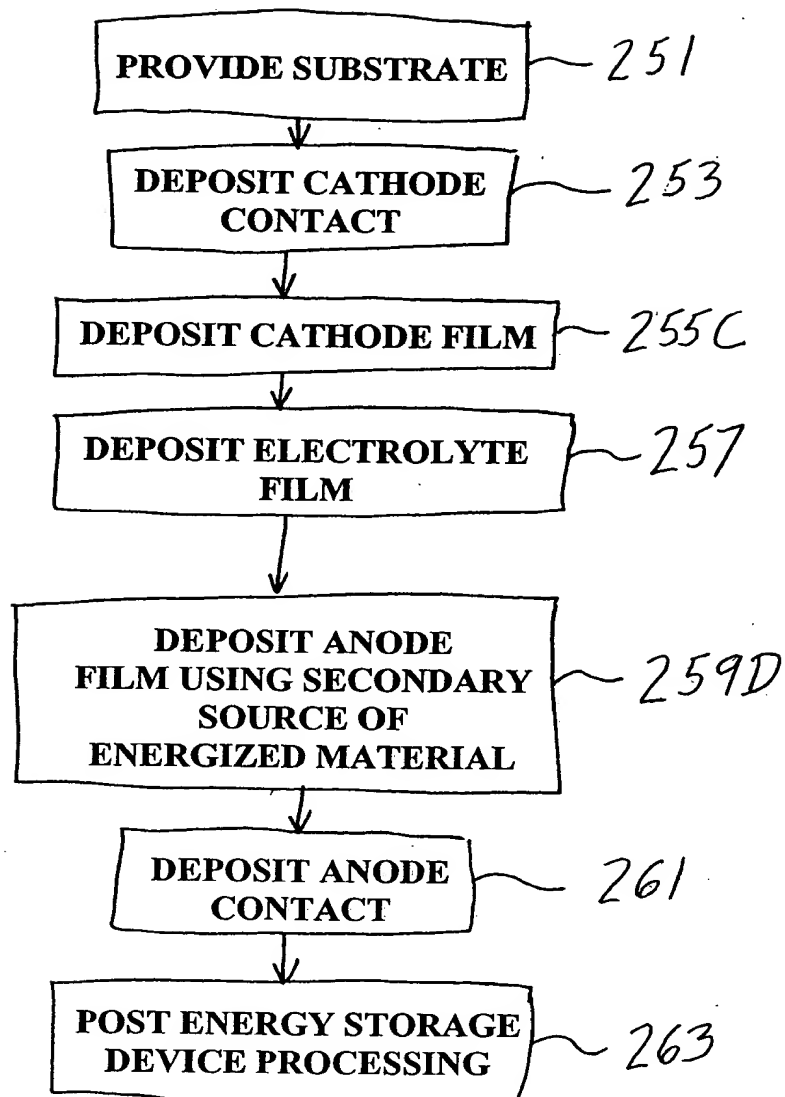 PROVIDE SUBSTRATE 251
DEPOSIT CATHODE 253
CONTACT
DEPOSIT CATHODE FILM 255C
DEPOSIT ELECTROLYTE 257
FILM
DEPOSIT ANODE
FILM USING SECONDARY 259D
SOURCE OF
ENERGIZED MATERIAL
DEPOSIT ANODE 261
CONTACT
POST ENERGY STORAGE 263
DEVICE PROCESSING